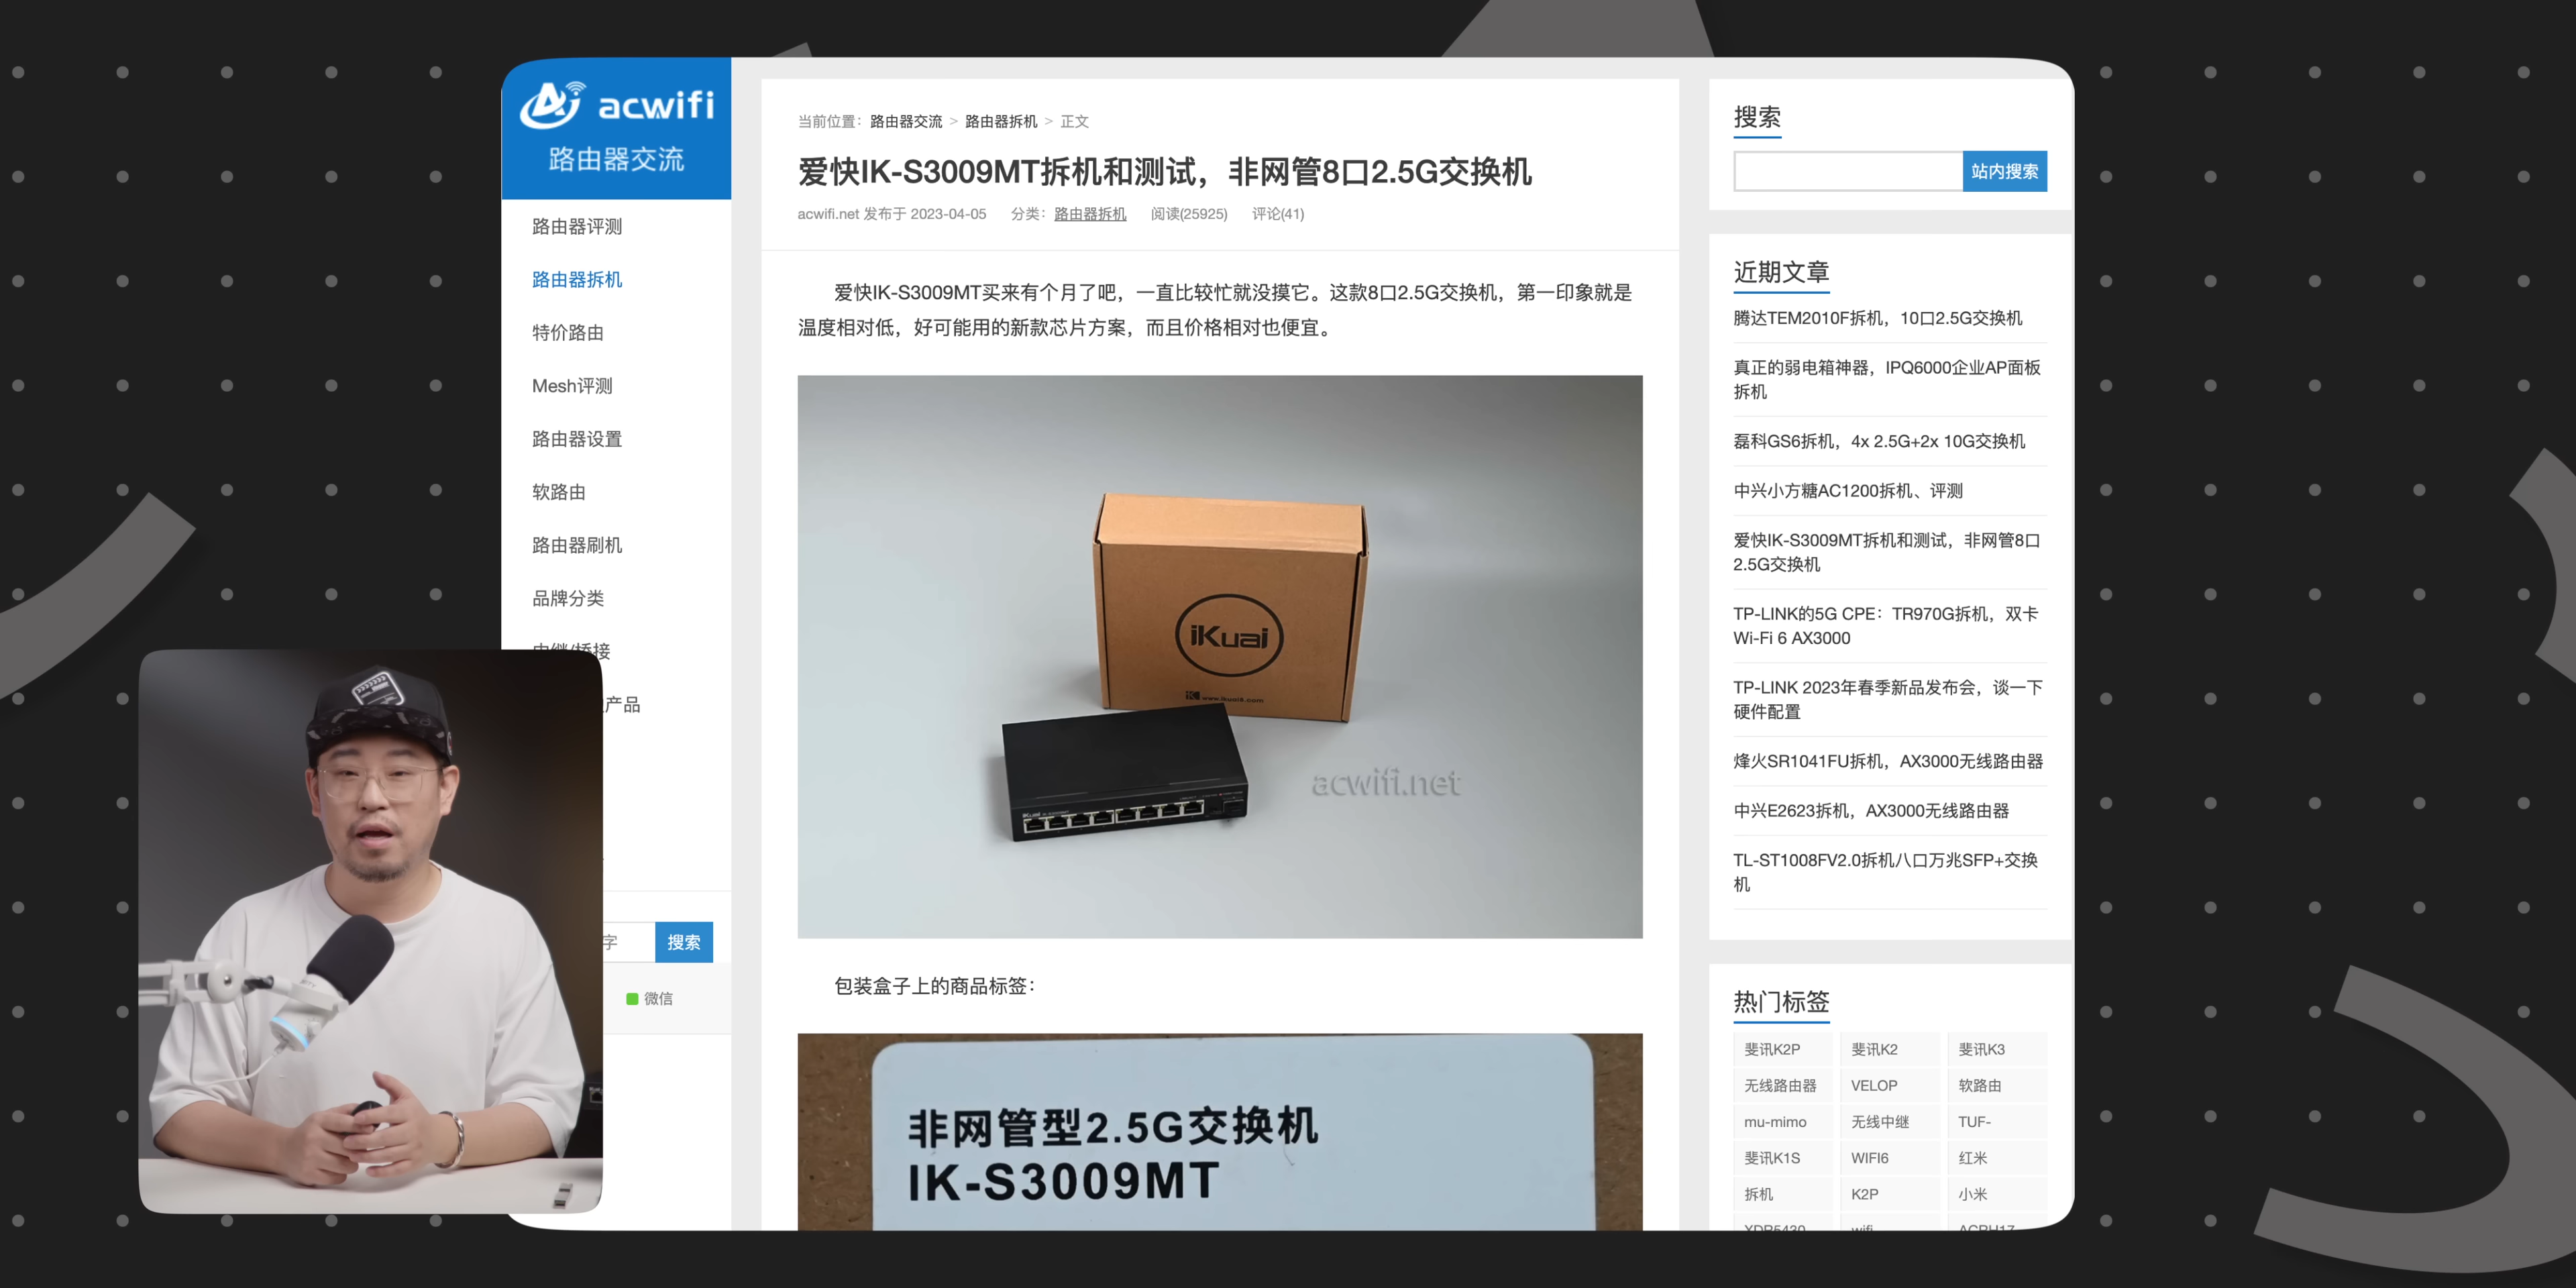 acwifi
路由器交流
路由器评测
路由器拆机
特价路由
Mesh评测
路由器设置
软路由
路由器刷机
品牌分类
产品
字
搜索
微信
当前位置：路由器交流 > 路由器拆机 > 正文
爱快IK-S3009MT拆机和测试，非网管8口2.5G交换机
acwifi.net 发布于 2023-04-05 分类：路由器拆机 阅读(25925) 评论(41)
爱快IK-S3009MT买来有个月了吧，一直比较忙就没摸它。这款8口2.5G交换机，第一印象就是
温度相对低，好可能用的新款芯片方案，而且价格相对也便宜。
iKuai
www.ikuai8.com
iKuai
acwifi.net
包装盒子上的商品标签：
非网管型2.5G交换机
IK-S3009MT
搜索
站内搜索
近期文章
腾达TEM2010F拆机，10口2.5G交换机
真正的弱电箱神器，IPQ6000企业AP面板
拆机
磊科GS6拆机，4x 2.5G+2x 10G交换机
中兴小方糖AC1200拆机、评测
爱快IK-S3009MT拆机和测试，非网管8口
2.5G交换机
TP-LINK的5G CPE：TR970G拆机，双卡
Wi-Fi 6 AX3000
TP-LINK 2023年春季新品发布会，谈一下
硬件配置
烽火SR1041FU拆机，AX3000无线路由器
中兴E2623拆机，AX3000无线路由器
TL-ST1008FV2.0拆机八口万兆SFP+交换
机
热门标签
斐讯K2P 斐讯K2 斐讯K3
无线路由器 VELOP 软路由
mu-mimo 无线中继 TUF-
斐讯K1S WIFI6 红米
拆机 K2P 小米